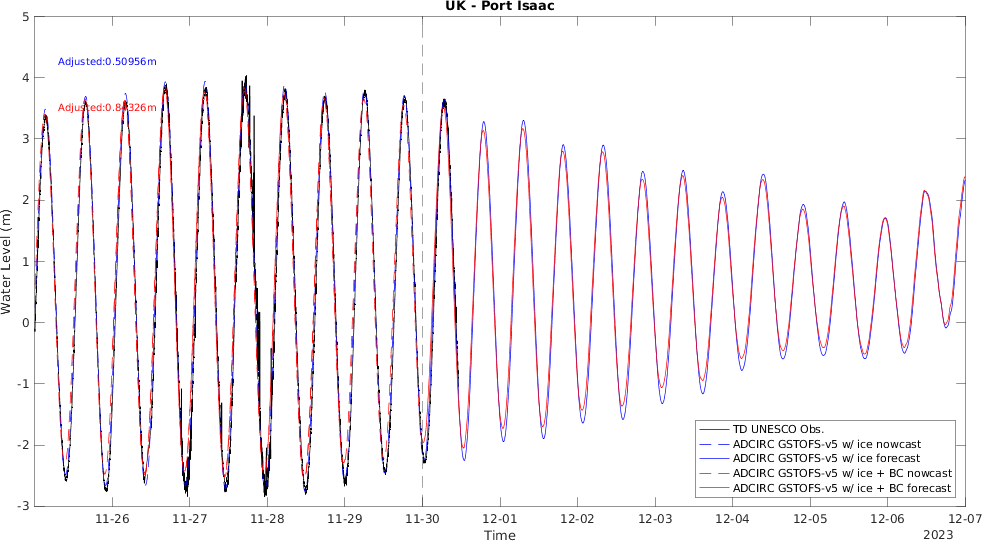 UK - Port Isaac
5
4
3
2
1
0
-1
-2
-3
Water Level (m)
Adjusted:0.50956m
Adjusted:0.84326m
TD UNESCO Obs.
ADCIRC GSTOFS-v5 w/ ice nowcast
ADCIRC GSTOFS-v5 w/ ice forecast
ADCIRC GSTOFS-v5 w/ ice + BC nowcast
ADCIRC GSTOFS-v5 w/ ice + BC forecast
11-26 11-27 11-28 11-29 11-30 12-01 12-02 12-03 12-04 12-05 12-06 12-07
Time
2023